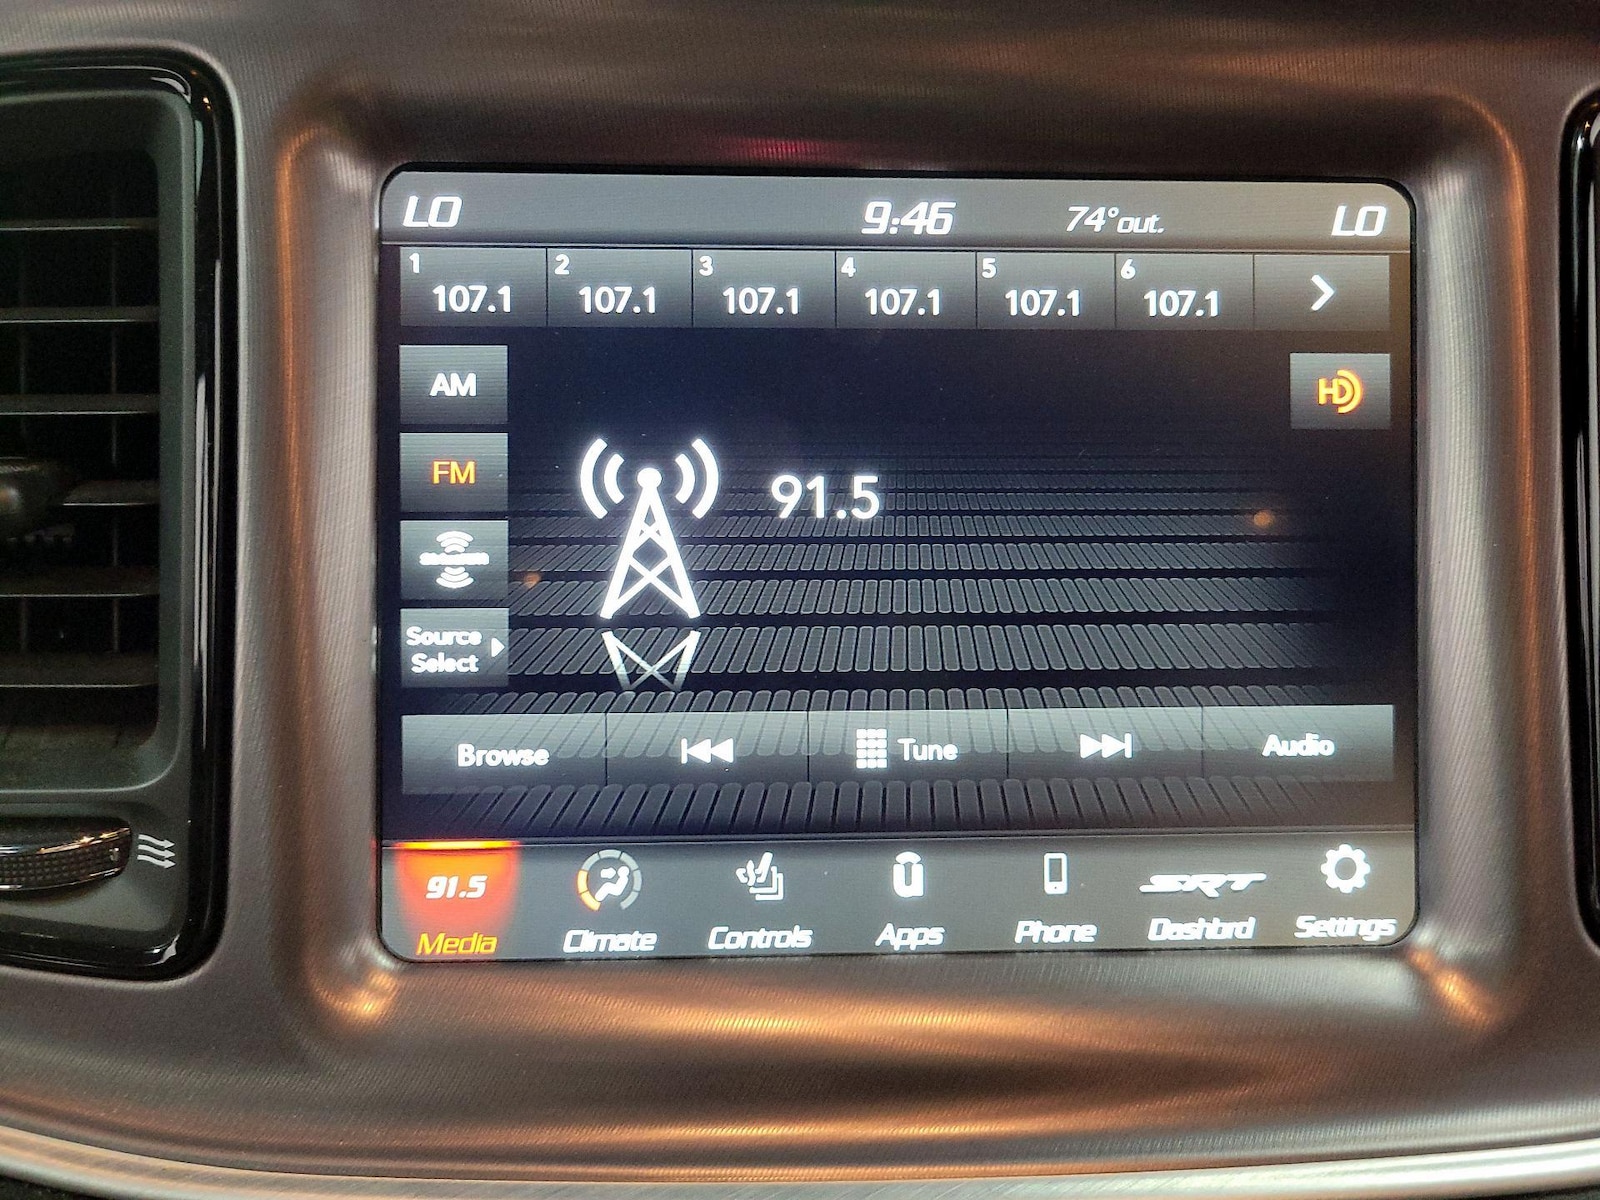 LO 9:46 74° out. LO
1 2 3 4 5 6
107.1 107.1 107.1 107.1 107.1 107.1
AM
HD
FM
91.5
Source
Select
Browse Tune Audio
91.5 SRT
Media Climate Controls Apps Phone Dashbrd Settings